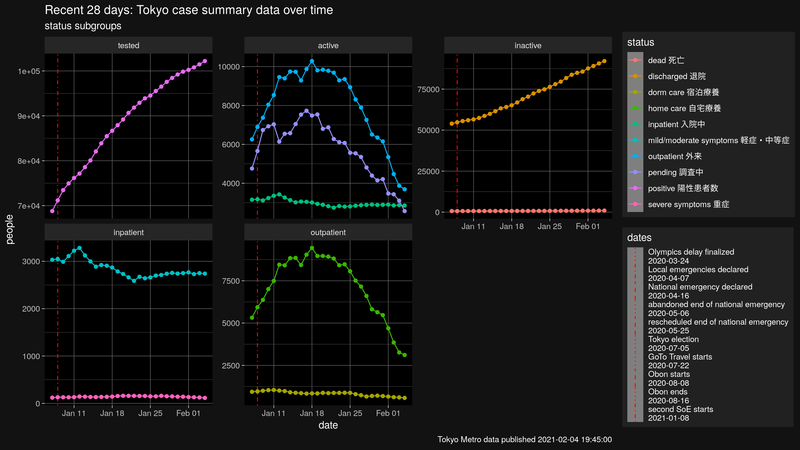 Recent 28 days: Tokyo case summary data over time
status subgroups
tested
active
inactive
1e+05
9e+04
8e+04
7e+04
10000
8000
6000
4000
75000
50000
25000
0
Jan 11
Jan 18
Jan 25
Feb 01
inpatient
outpatient
3000
2000
1000
0
7500
5000
2500
Jan 11
Jan 18
Jan 25
Feb 01
Jan 11
Jan 18
Jan 25
Feb 01
people
date
status
dead 死亡
discharged 退院
dorm care 宿泊療養
home care 自宅療養
inpatient 入院中
mild/moderate symptoms 軽症・中等症
outpatient 外来
pending 調査中
positive 陽性患者数
severe symptoms 重症
dates
Olympics delay finalized
2020-03-24
Local emergencies declared
2020-04-07
National emergency declared
2020-04-16
abandoned end of national emergency
2020-05-06
rescheduled end of national emergency
2020-05-25
Tokyo election
2020-07-05
GoTo Travel starts
2020-07-22
Obon starts
2020-08-08
Obon ends
2020-08-16
second SoE starts
2021-01-08
Tokyo Metro data published 2021-02-04 19:45:00